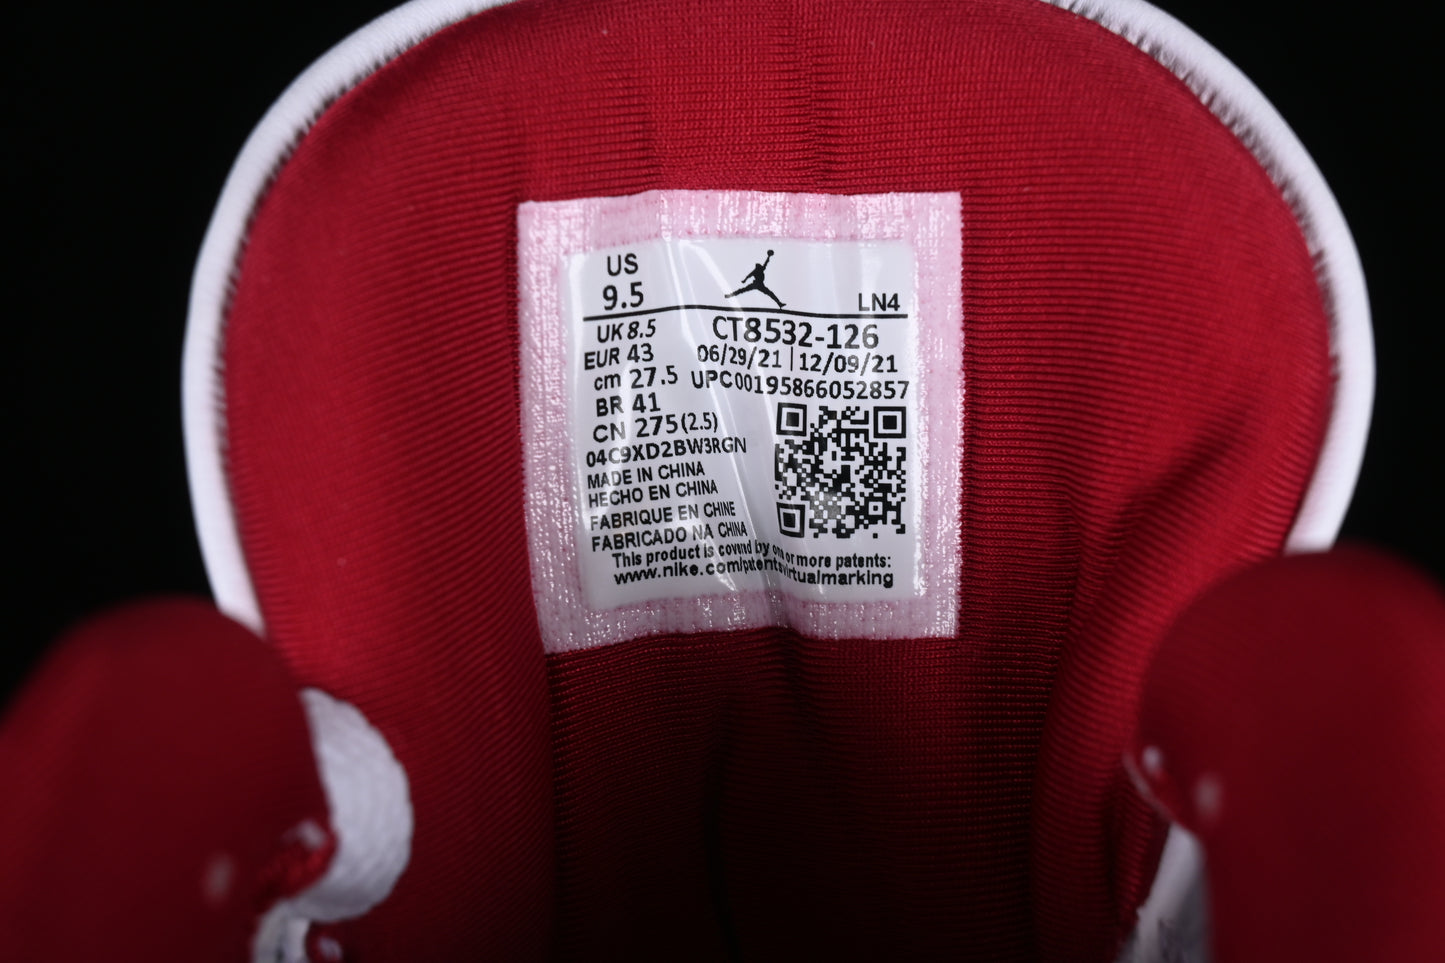 US
9.5
LN4
UK 8.5
EUR 43
cm 27.5
BR 41
CN 275(2.5)
04C9XD2BW3RGN
CT8532-126
06/29/21 | 12/09/21
UPC00195866052857
MADE IN CHINA
HECHO EN CHINA
FABRIQUE EN CHINE
FABRICADO NA CHINA
This product is covered by one or more patents:
www.nike.com/patentsvirtualmarking